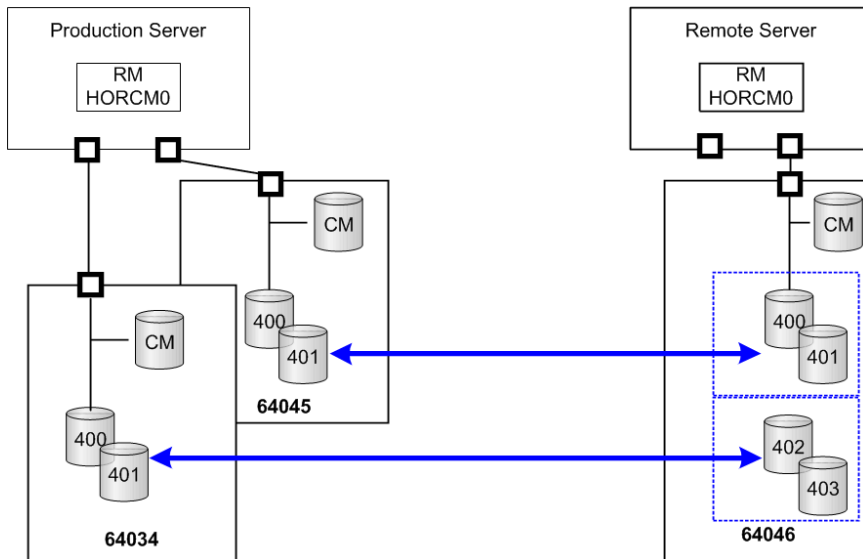 Production Server
RM
HORCM0
Remote Server
RM
HORCM0
CM
400
401
64045
CM
400
401
64034
CM
400
401
402
403
64046